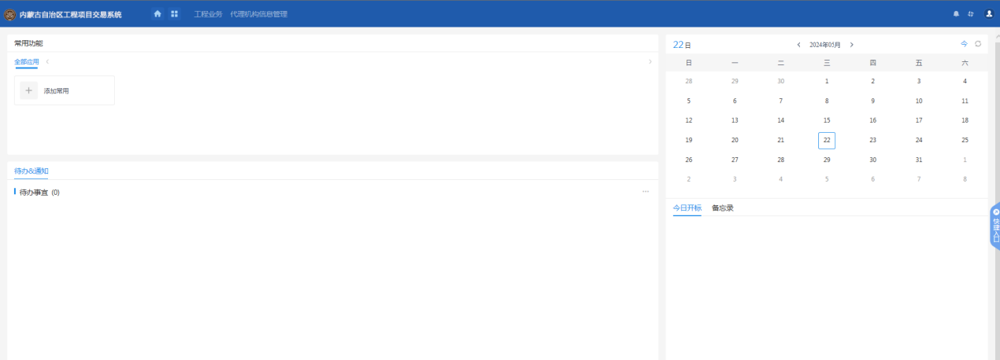 内蒙古自治区工程项目交易系统 工程业务 代理机构信息管理
常用功能
全部应用
添加常用
待办&通知
待办事宜 (0)
22日 2024年05月 今
日 一 二 三 四 五 六
28 29 30 1 2 3 4
5 6 7 8 9 10 11
12 13 14 15 16 17 18
19 20 21 22 23 24 25
26 27 28 29 30 31 1
2 3 4 5 6 7 8
今日开标 备忘录
快捷入口